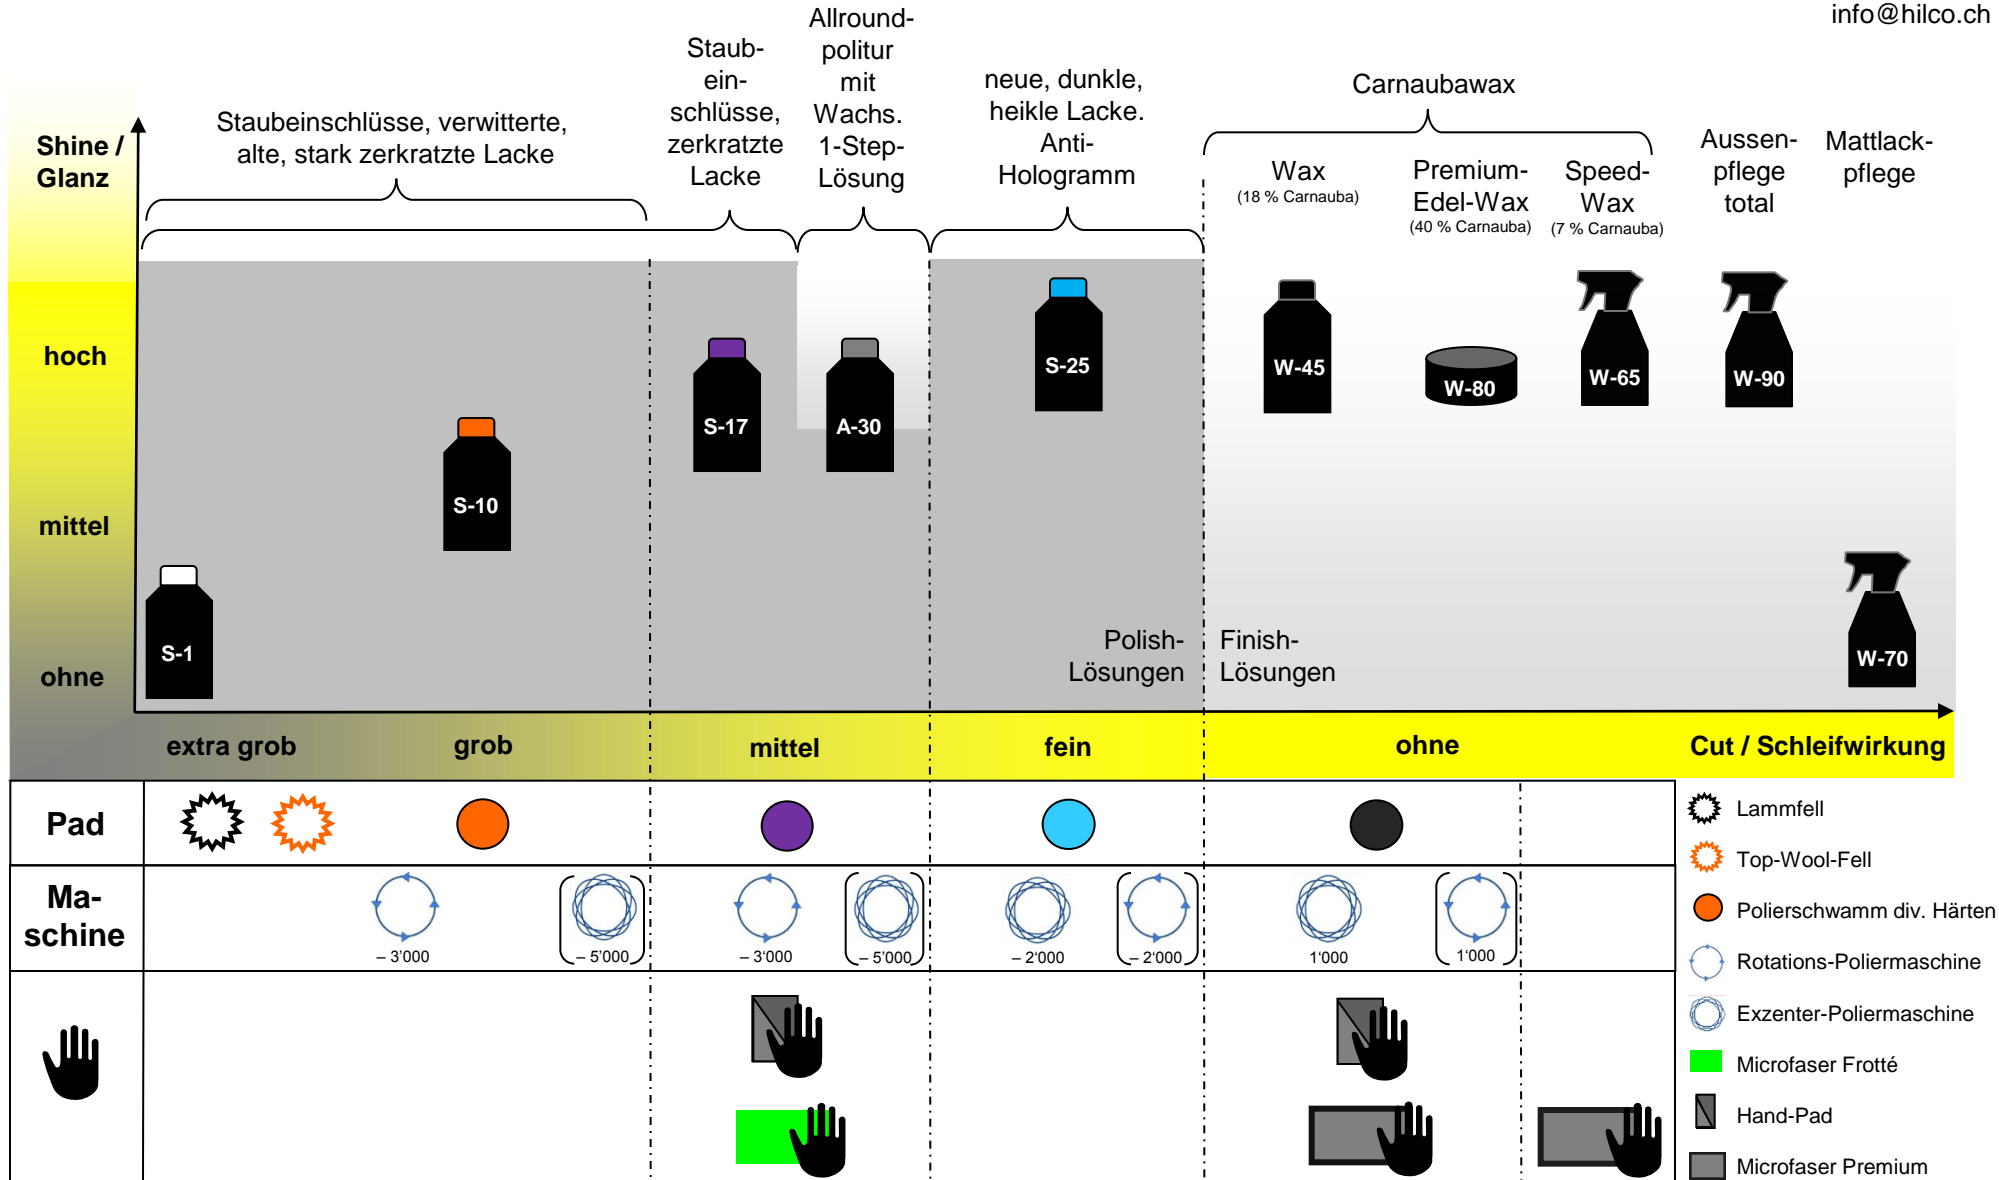 info@hilco.ch
Shine /
Glanz
Staubeinschlüsse, verwitterte,
alte, stark zerkratzte Lacke
Staub-
ein-
schlüsse,
zerkratzte
Lacke
Allround-
politur
mit
Wachs.
1-Step-
Lösung
neue, dunkle,
heikle Lacke.
Anti-
Hologramm
Carnaubawax
Wax
(18 % Carnauba)
Premium-
Edel-Wax
(40 % Carnauba)
Speed-
Wax
(7 % Carnauba)
Aussen-
pflege
total
Mattlack-
pflege
hoch
mittel
ohne
S-1
S-10
S-17
A-30
S-25
W-45
W-80
W-65
W-90
W-70
Polish-
Lösungen
Finish-
Lösungen
extra grob
grob
mittel
fein
ohne
Cut / Schleifwirkung
Pad
Ma-
schine
– 3’000
– 5’000
– 3’000
– 5’000
– 2‘000
– 2’000
1‘000
1’000
Lammfell
Top-Wool-Fell
Polierschwamm div. Härten
Rotations-Poliermaschine
Exzenter-Poliermaschine
Microfaser Frotté
Hand-Pad
Microfaser Premium